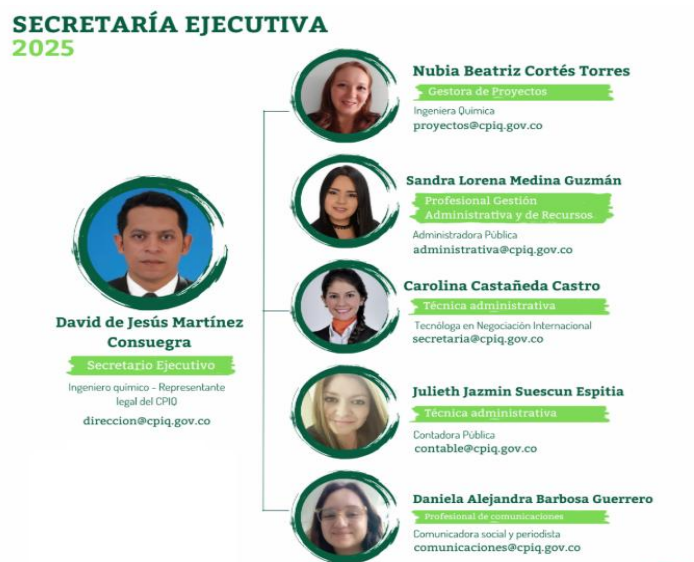 SECRETARÍA EJECUTIVA
2025
Nubia Beatriz Cortés Torres
Gestora de Proyectos
Ingeniera Química
proyectos@cpiq.gov.co
Sandra Lorena Medina Guzmán
Profesional Gestión
Administrativa y de Recursos
Administradora Pública
administrativa@cpiq.gov.co
Carolina Castañeda Castro
Técnica administrativa
Tecnóloga en Negociación Internacional
secretaria@cpiq.gov.co
David de Jesús Martínez
Consuegra
Secretario Ejecutivo
Ingeniero químico - Representante
legal del CPIQ
direccion@cpiq.gov.co
Julieth Jazmin Suescun Espitia
Técnica administrativa
Contadora Pública
contable@cpiq.gov.co
Daniela Alejandra Barbosa Guerrero
Profesional de comunicaciones
Comunicadora social y periodista
comunicaciones@cpiq.gov.co